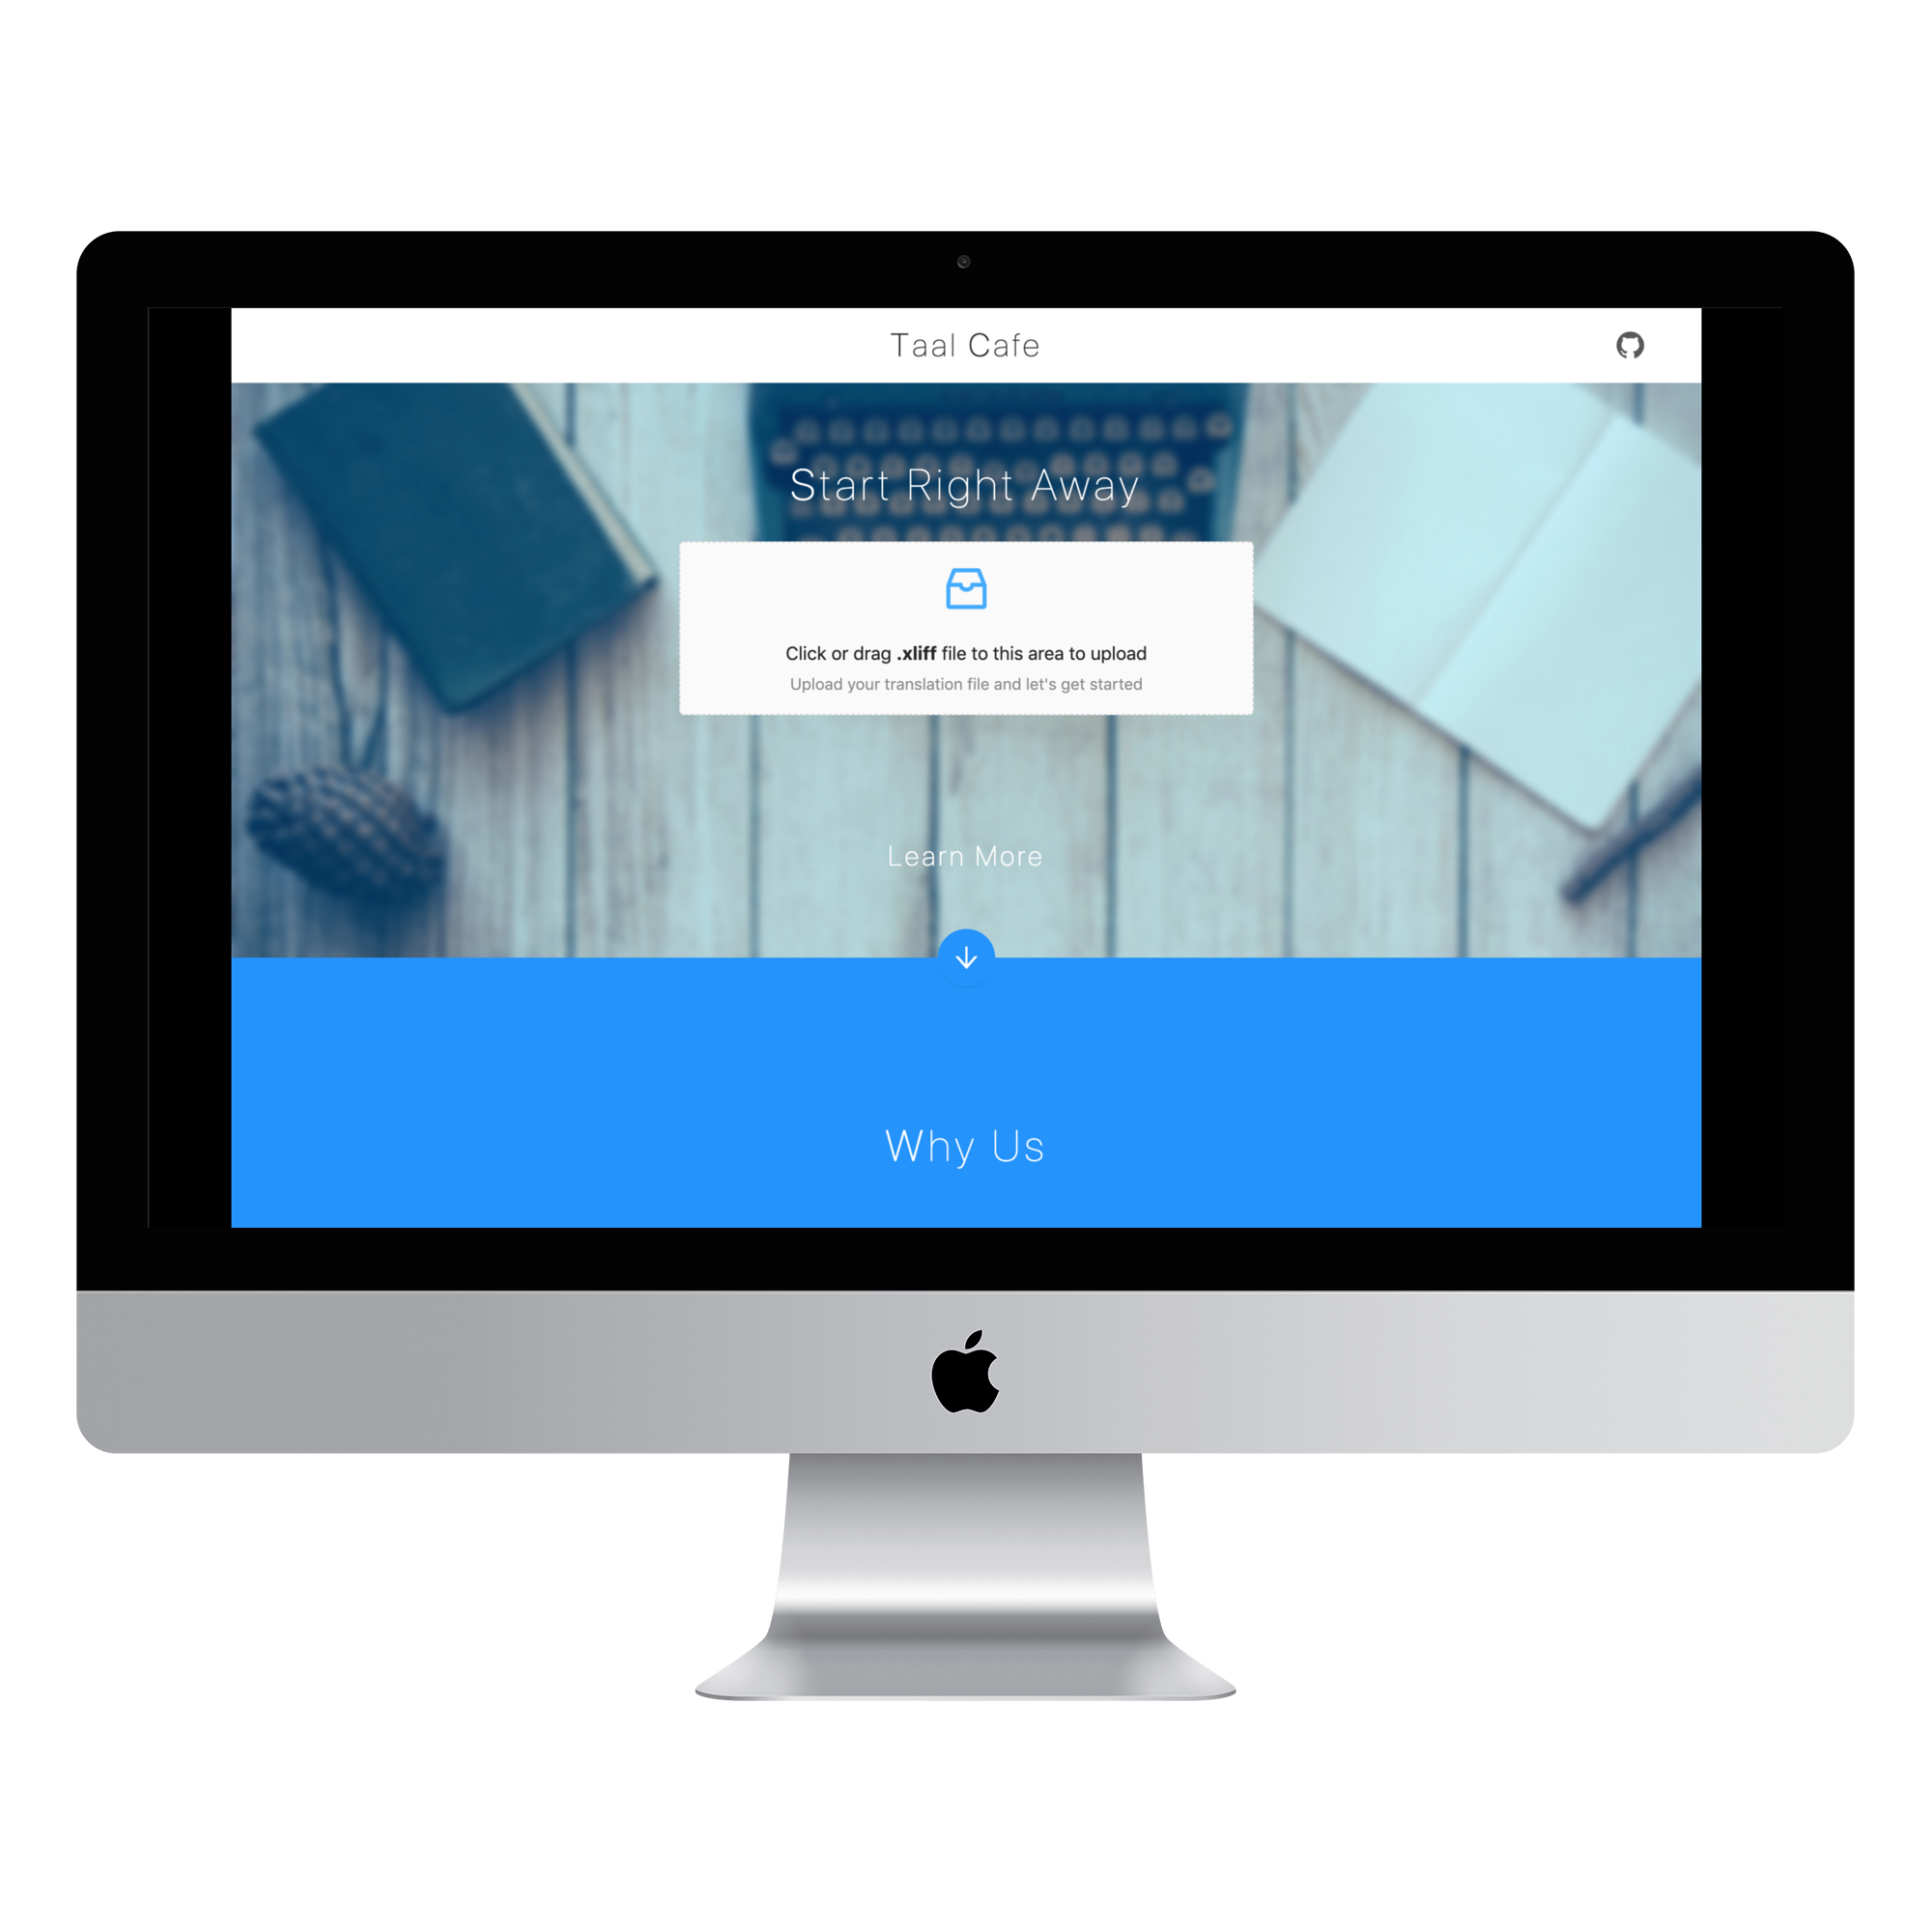 Taal Cafe
Start Right Away
Click or drag .xliff file to this area to upload
Upload your translation file and let's get started
Learn More
Why Us